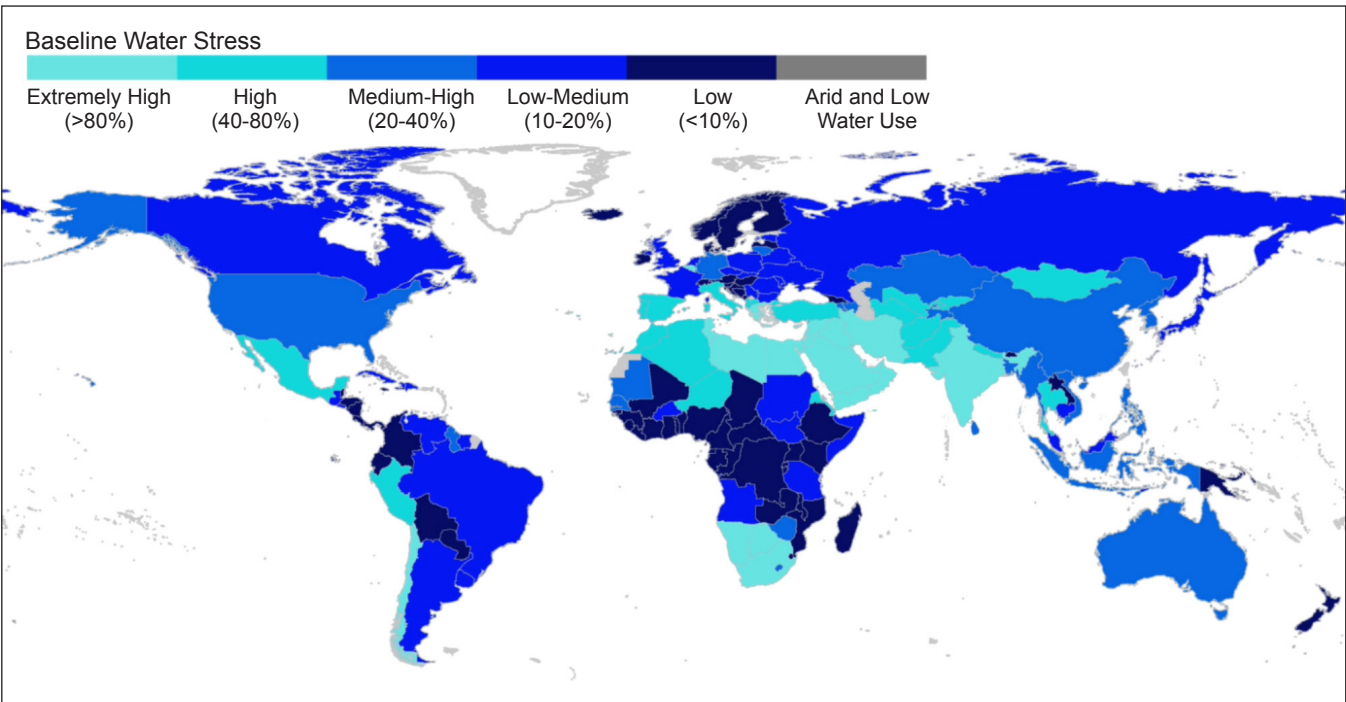 Baseline Water Stress
Extremely High
(>80%)
High
(40-80%)
Medium-High
(20-40%)
Low-Medium
(10-20%)
Low
(<10%)
Arid and Low
Water Use